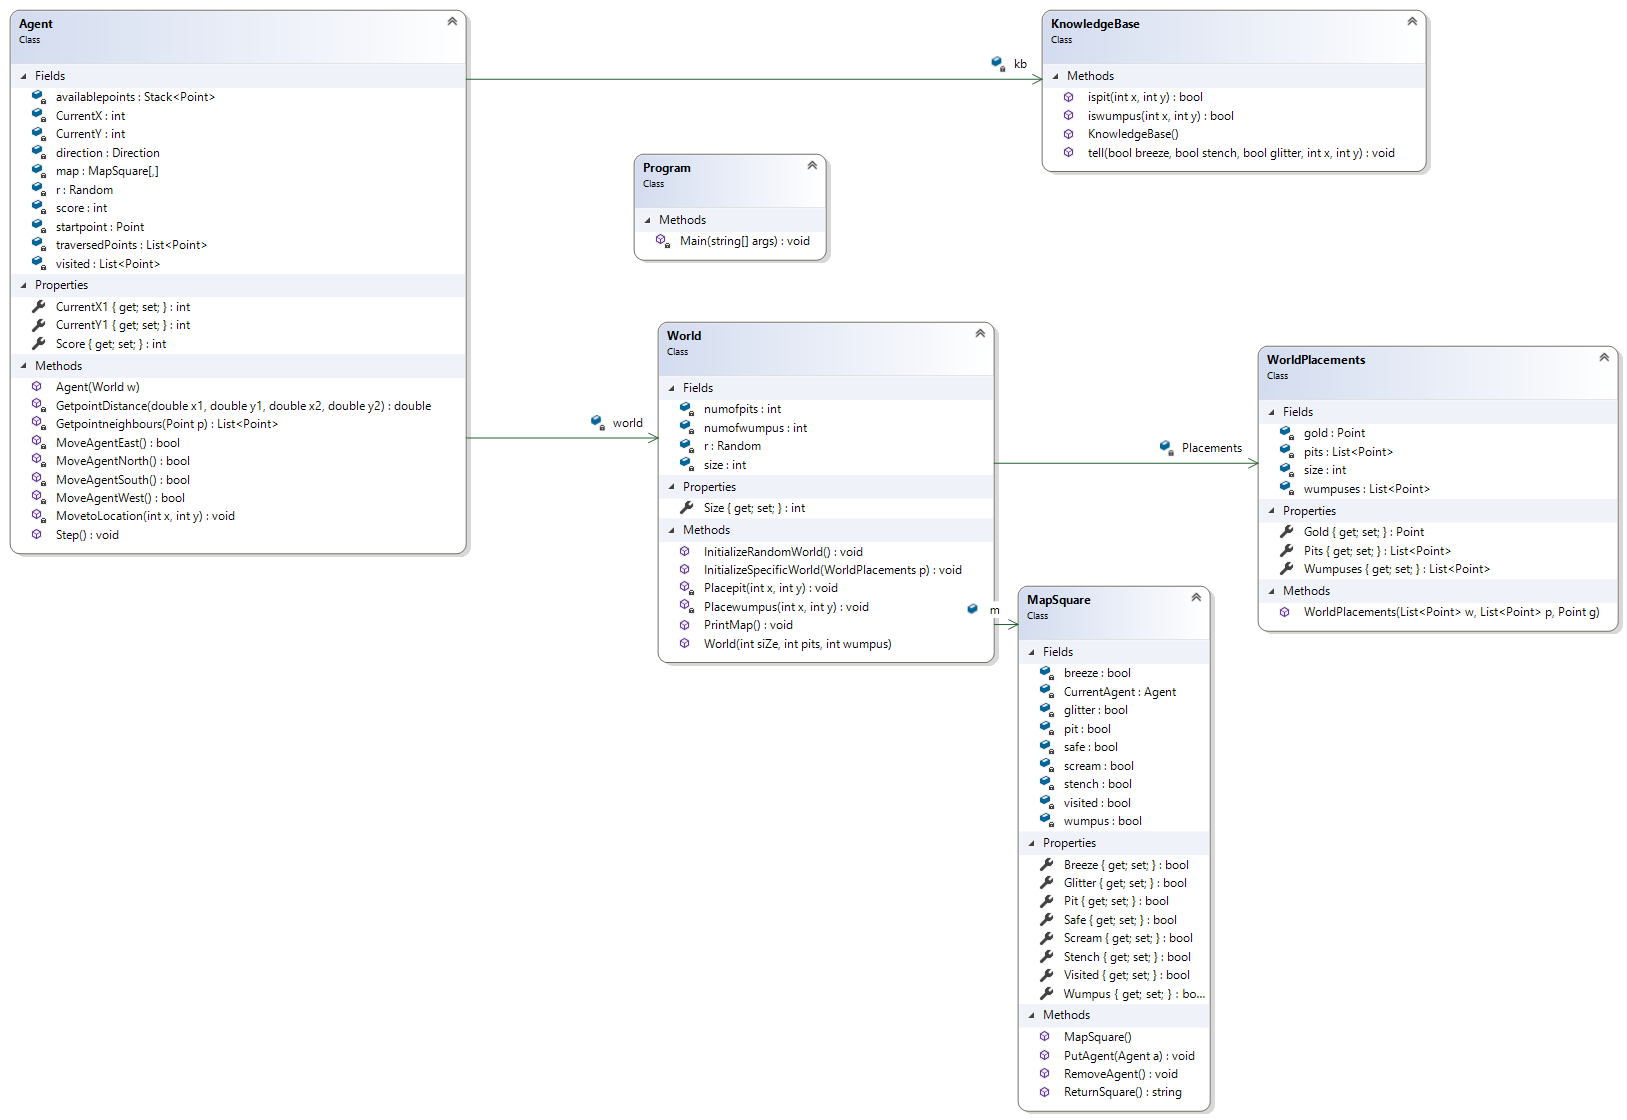 Agent
Class
Fields
availablepoints : Stack<Point>
CurrentX : int
CurrentY : int
direction : Direction
map : MapSquare[,]
r : Random
score : int
startpoint : Point
traversedPoints : List<Point>
visited : List<Point>
Properties
CurrentX1 { get; set; } : int
CurrentY1 { get; set; } : int
Score { get; set; } : int
Methods
Agent(World w)
GetpointDistance(double x1, double y1, double x2, double y2) : double
Getpointneighbours(Point p) : List<Point>
MoveAgentEast() : bool
MoveAgentNorth() : bool
MoveAgentSouth() : bool
MoveAgentWest() : bool
MovetoLocation(int x, int y) : void
Step() : void
kb
KnowledgeBase
Class
Methods
ispit(int x, int y) : bool
iswumpus(int x, int y) : bool
KnowledgeBase()
tell(bool breeze, bool stench, bool glitter, int x, int y) : void
Program
Class
Methods
Main(string[] args) : void
world
World
Class
Fields
numofpits : int
numofwumpus : int
r : Random
size : int
Properties
Size { get; set; } : int
Methods
InitializeRandomWorld() : void
InitializeSpecificWorld(WorldPlacements p) : void
Placepit(int x, int y) : void
Placewumpus(int x, int y) : void
PrintMap() : void
World(int siZe, int pits, int wumpus)
Placements
WorldPlacements
Class
Fields
gold : Point
pits : List<Point>
size : int
wumpuses : List<Point>
Properties
Gold { get; set; } : Point
Pits { get; set; } : List<Point>
Wumpuses { get; set; } : List<Point>
Methods
WorldPlacements(List<Point> w, List<Point> p, Point g)
m
MapSquare
Class
Fields
breeze : bool
CurrentAgent : Agent
glitter : bool
pit : bool
safe : bool
scream : bool
stench : bool
visited : bool
wumpus : bool
Properties
Breeze { get; set; } : bool
Glitter { get; set; } : bool
Pit { get; set; } : bool
Safe { get; set; } : bool
Scream { get; set; } : bool
Stench { get; set; } : bool
Visited { get; set; } : bool
Wumpus { get; set; } : bo...
Methods
MapSquare()
PutAgent(Agent a) : void
RemoveAgent() : void
ReturnSquare() : string